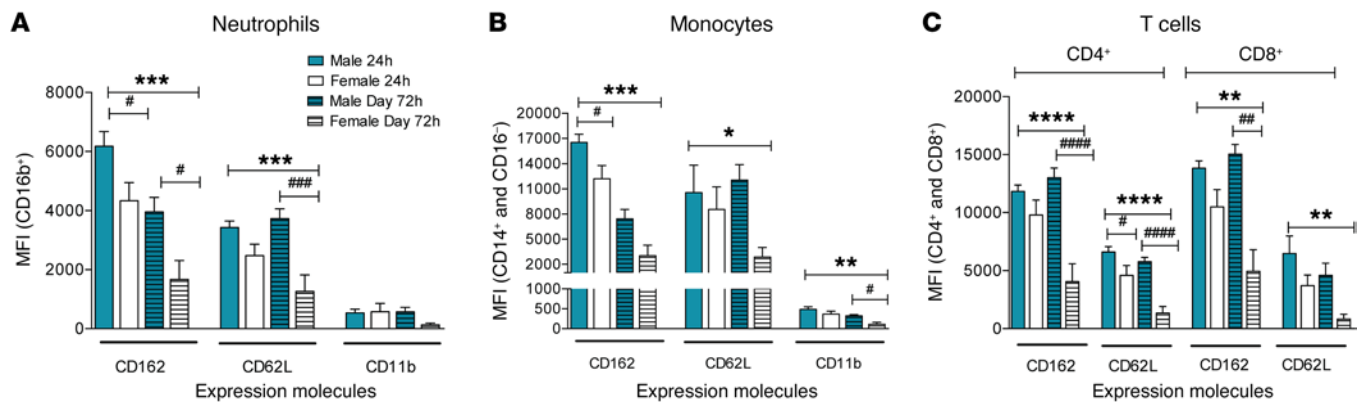 A
Neutrophils
Male 24h
Female 24h
Male Day 72h
Female Day 72h
MFI (CD16b⁺)
8000
6000
4000
2000
0
***
#
#
***
###
CD162
CD62L
CD11b
Expression molecules
B
Monocytes
MFI (CD14⁺ and CD16⁻)
20000
17000
14000
11000
8000
5000
2000
1000
500
0
***
#
*
**
#
CD162
CD62L
CD11b
Expression molecules
C
T cells
CD4⁺
CD8⁺
MFI (CD4⁺ and CD8⁺)
20000
15000
10000
5000
0
****
####
****
#
####
**
##
**
CD162
CD62L
CD162
CD62L
Expression molecules